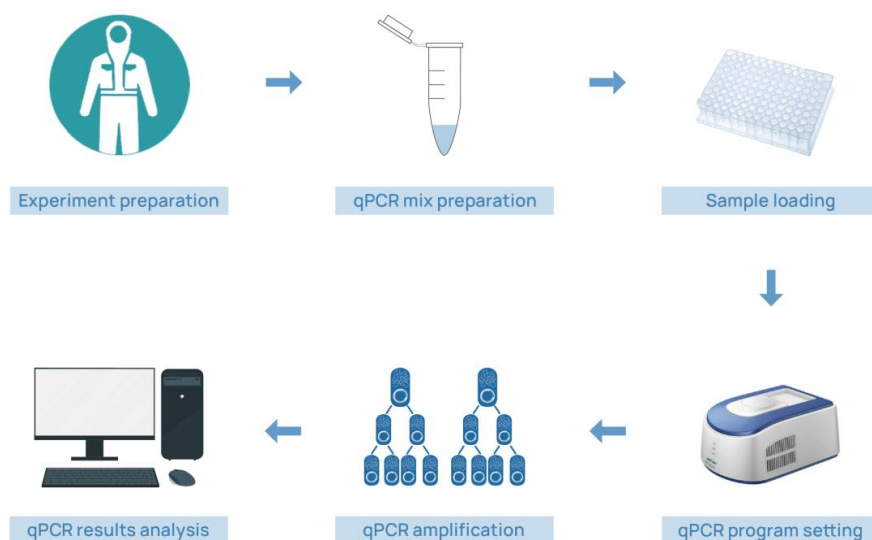 Experiment preparation
qPCR mix preparation
Sample loading
qPCR program setting
qPCR amplification
qPCR results analysis